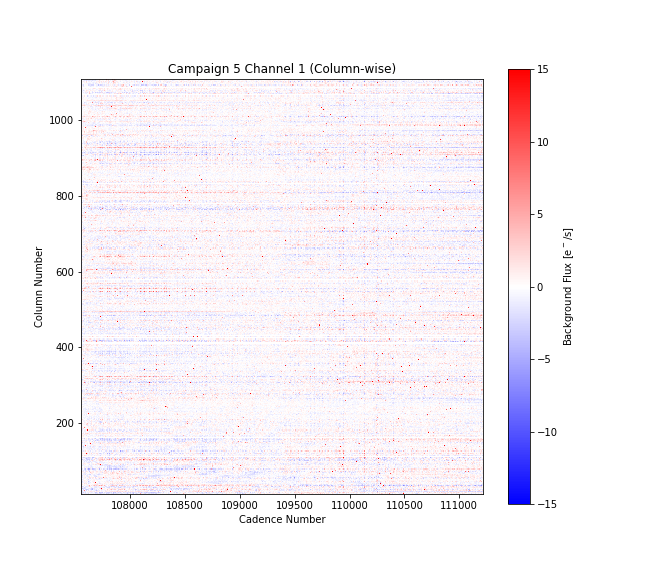 Campaign 5 Channel 1 (Column-wise)
1000
800
600
400
200
Column Number
108000 108500 109000 109500 110000 110500 111000
Cadence Number
15
10
5
0
−5
−10
−15
Background Flux [e⁻/s]